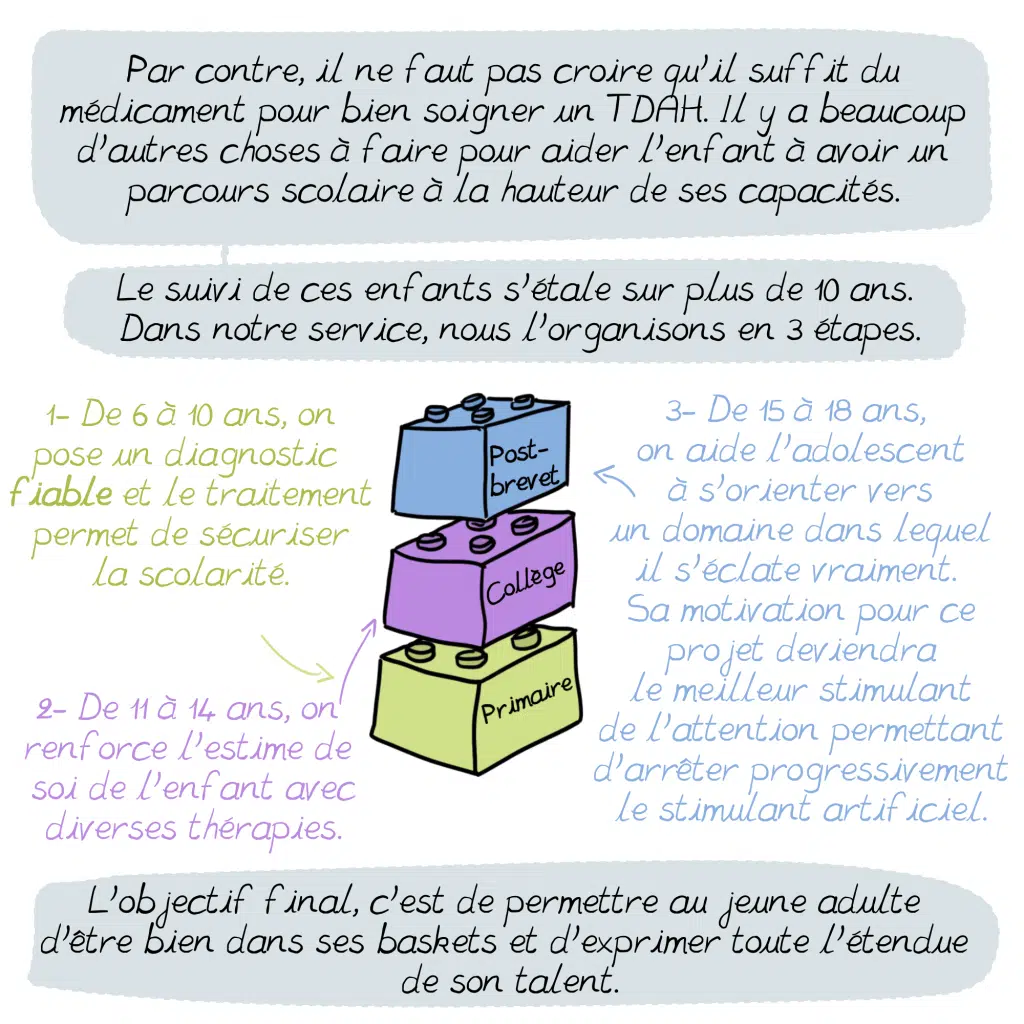 Par contre, il ne faut pas croire qu'il suffit du
médicament pour bien soigner un TDAH. Il y a beaucoup
d'autres choses à faire pour aider l'enfant à avoir un
parcours scolaire à la hauteur de ses capacités.
Le suivi de ces enfants s'étale sur plus de 10 ans.
Dans notre service, nous l'organisons en 3 étapes.
1- De 6 à 10 ans, on
pose un diagnostic
fiable et le traitement
permet de sécuriser
la scolarité.
2- De 11 à 14 ans, on
renforce l'estime de
soi de l'enfant avec
diverses thérapies.
Post-
brevet
Collège
Primaire
3- De 15 à 18 ans,
on aide l'adolescent
à s'orienter vers
un domaine dans lequel
il s'éclate vraiment.
Sa motivation pour ce
projet deviendra
le meilleur stimulant
de l'attention permettant
d'arrêter progressivement
le stimulant artificiel.
L'objectif final, c'est de permettre au jeune adulte
d'être bien dans ses baskets et d'exprimer toute l'étendue
de son talent.